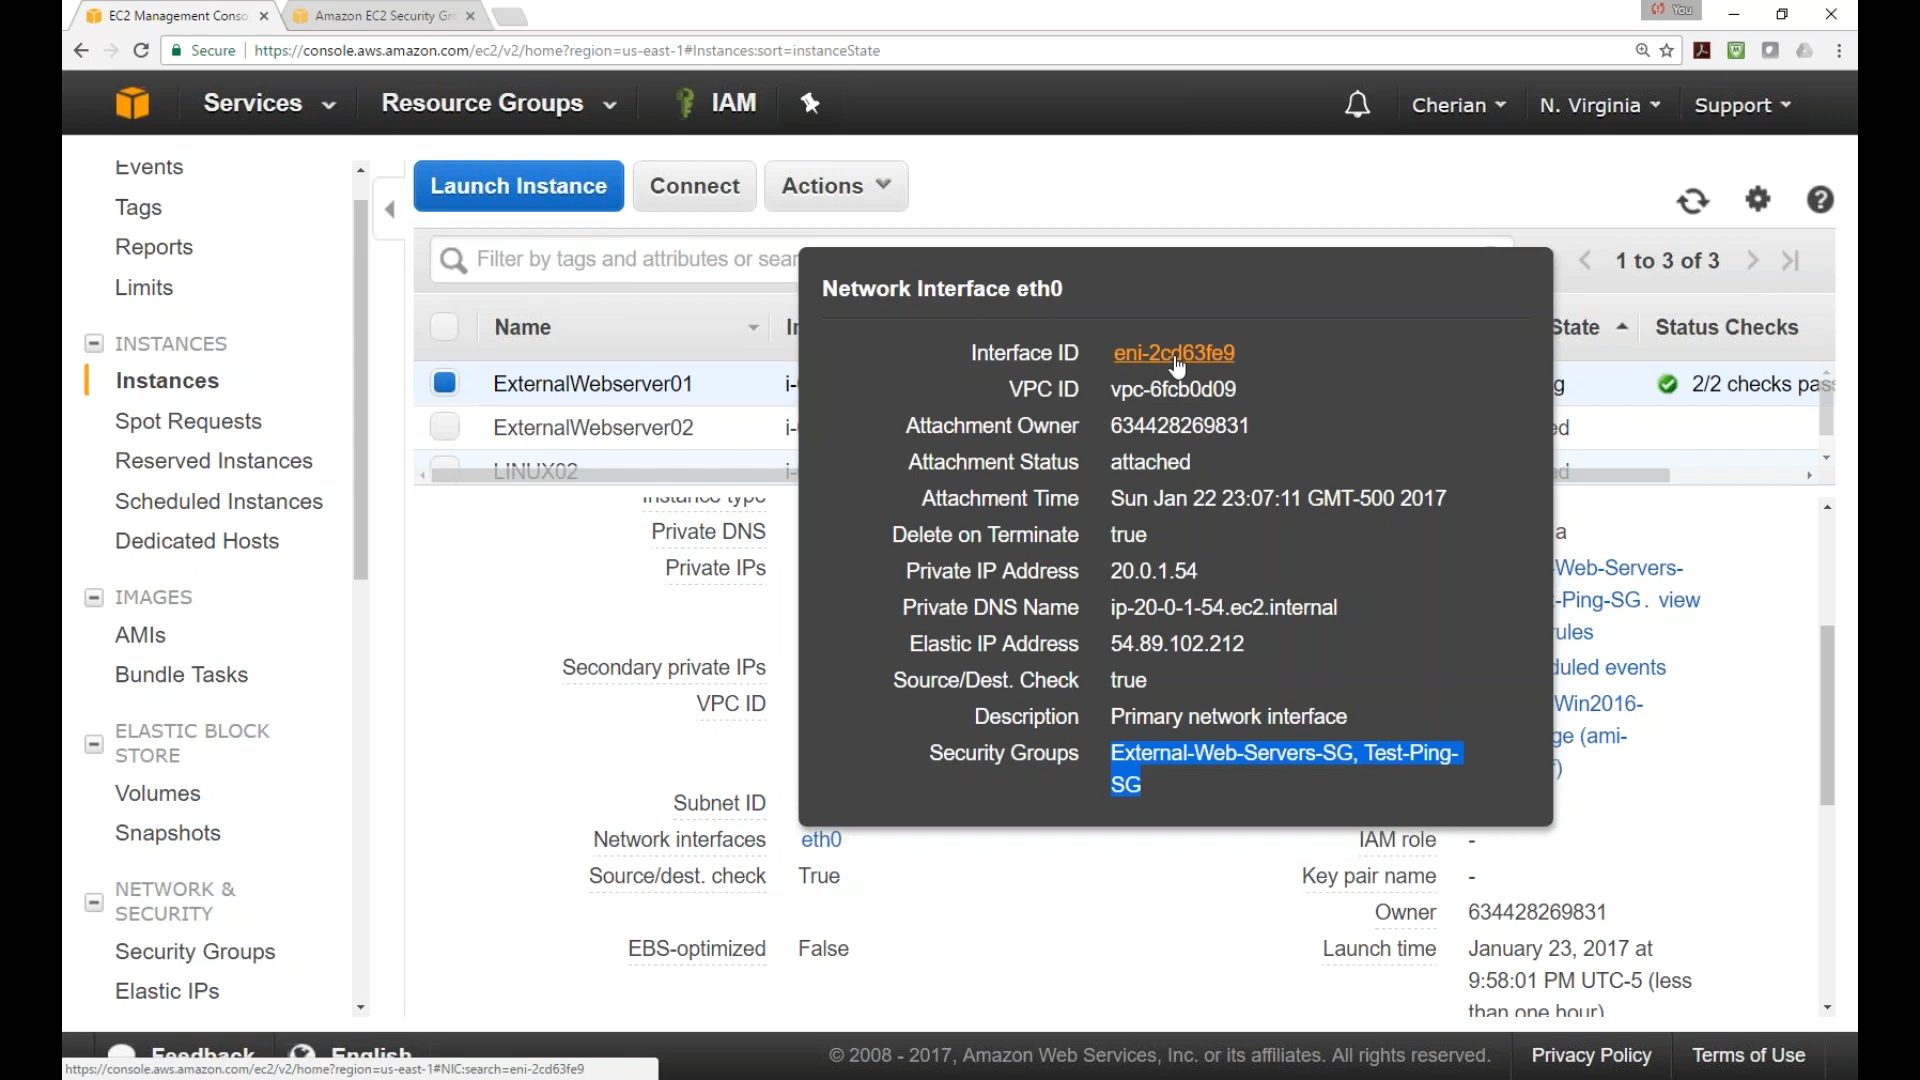 EC2 Management Conso
Amazon EC2 Security Gr
You
Secure
https://console.aws.amazon.com/ec2/v2/home?region=us-east-1#Instances:sort=instanceState
Services
Resource Groups
IAM
Cherian
N. Virginia
Support
Events
Tags
Reports
Limits
INSTANCES
Instances
Spot Requests
Reserved Instances
Scheduled Instances
Dedicated Hosts
IMAGES
AMIs
Bundle Tasks
ELASTIC BLOCK
STORE
Volumes
Snapshots
NETWORK &
SECURITY
Security Groups
Elastic IPs
Launch Instance
Connect
Actions
Filter by tags and attributes or sear
1 to 3 of 3
Name
In
State
Status Checks
ExternalWebserver01
i-
g
2/2 checks pass
ExternalWebserver02
i-
ed
LINUX02
i-
ed
Network Interface eth0
Interface ID eni-2cd63fe9
VPC ID vpc-6fcb0d09
Attachment Owner 634428269831
Attachment Status attached
Attachment Time Sun Jan 22 23:07:11 GMT-500 2017
Delete on Terminate true
Private IP Address 20.0.1.54
Private DNS Name ip-20-0-1-54.ec2.internal
Elastic IP Address 54.89.102.212
Source/Dest. Check true
Description Primary network interface
Security Groups External-Web-Servers-SG, Test-Ping-
SG
Instance type
Private DNS
Private IPs
Secondary private IPs
VPC ID
Subnet ID
Network interfaces eth0
Source/dest. check True
EBS-optimized False
a
-Web-Servers-
-Ping-SG. view
rules
duled events
Win2016-
ge (ami-
f)
IAM role -
Key pair name -
Owner 634428269831
Launch time January 23, 2017 at
9:58:01 PM UTC-5 (less
than one hour)
Feedback
English
© 2008 - 2017, Amazon Web Services, Inc. or its affiliates. All rights reserved.
Privacy Policy
Terms of Use
https://console.aws.amazon.com/ec2/v2/home?region=us-east-1#NIC:search=eni-2cd63fe9